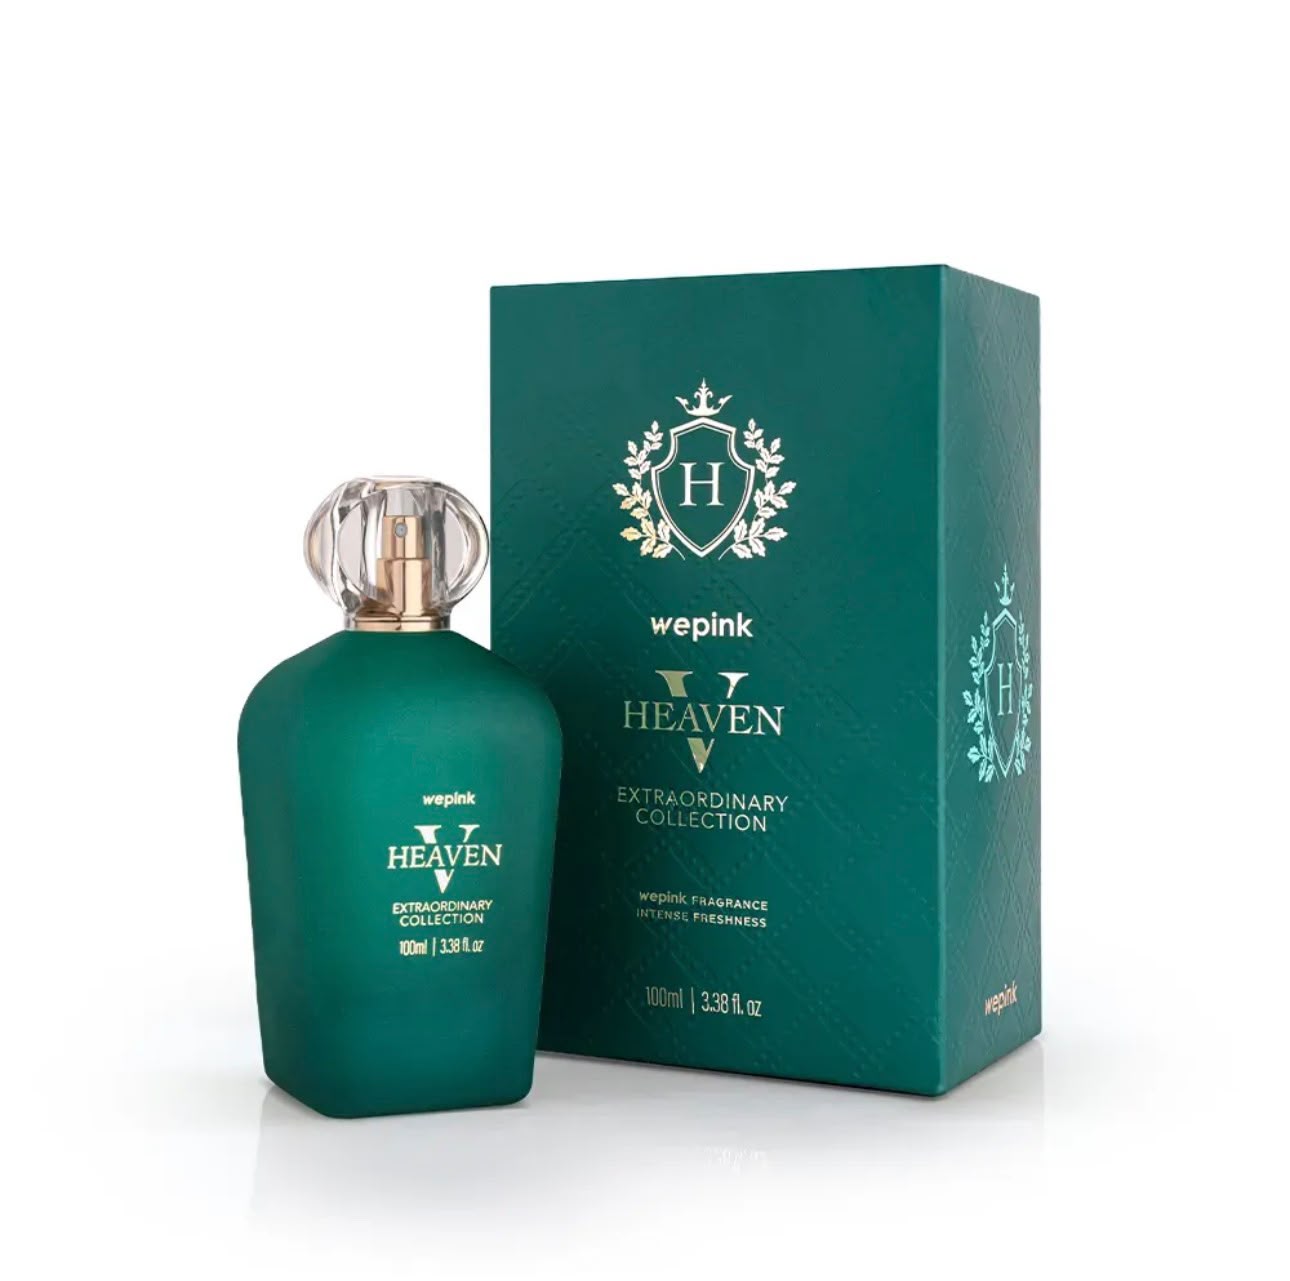 H
wepink
V
HEAVEN
EXTRAORDINARY
COLLECTION
wepink FRAGRANCE
INTENSE FRESHNESS
100ml | 3.38 fl. oz
H
wepink
wepink
V
HEAVEN
EXTRAORDINARY
COLLECTION
100ml | 3.38 fl. oz